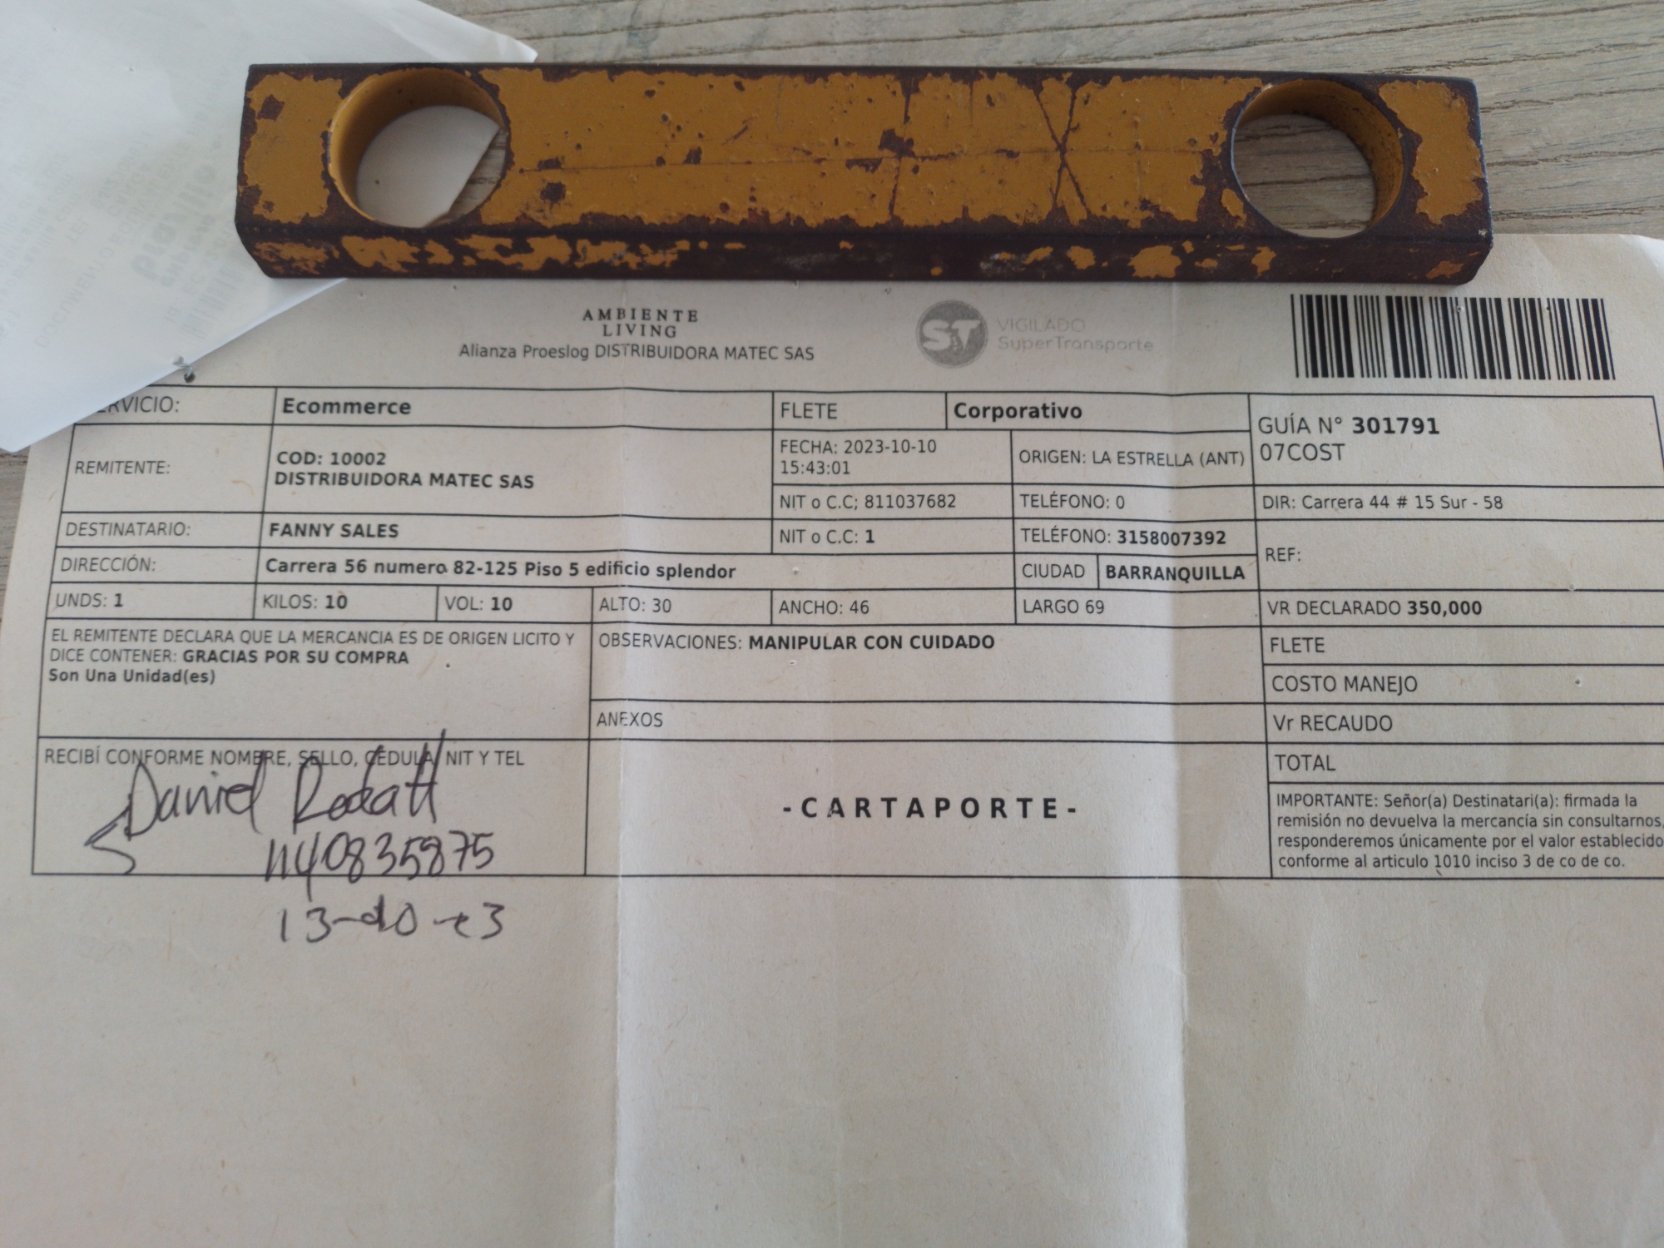 AMBIENTE
LIVING
Alianza Proeslog DISTRIBUIDORA MATEC SAS
ST VIGILADO
SuperTransporte
ERVICIO: Ecommerce FLETE Corporativo
GUÍA N° 301791
07COST
REMITENTE: COD: 10002
DISTRIBUIDORA MATEC SAS
FECHA: 2023-10-10
15:43:01
ORIGEN: LA ESTRELLA (ANT)
NIT o C.C; 811037682 TELÉFONO: 0 DIR: Carrera 44 # 15 Sur - 58
DESTINATARIO: FANNY SALES NIT o C.C: 1 TELÉFONO: 3158007392
REF:
DIRECCIÓN: Carrera 56 numero 82-125 Piso 5 edificio splendor CIUDAD BARRANQUILLA
UNDS: 1 KILOS: 10 VOL: 10 ALTO: 30 ANCHO: 46 LARGO 69 VR DECLARADO 350,000
EL REMITENTE DECLARA QUE LA MERCANCIA ES DE ORIGEN LICITO Y
DICE CONTENER: GRACIAS POR SU COMPRA
Son Una Unidad(es)
OBSERVACIONES: MANIPULAR CON CUIDADO
ANEXOS
FLETE
COSTO MANEJO
Vr RECAUDO
TOTAL
RECIBÍ CONFORME NOMBRE, SELLO, CEDULA, NIT Y TEL
Daniel
1140835875
-CARTAPORTE-
IMPORTANTE: Señor(a) Destinatari(a): firmada la
remisión no devuelva la mercancía sin consultarnos,
responderemos únicamente por el valor establecido
conforme al articulo 1010 inciso 3 de co de co.